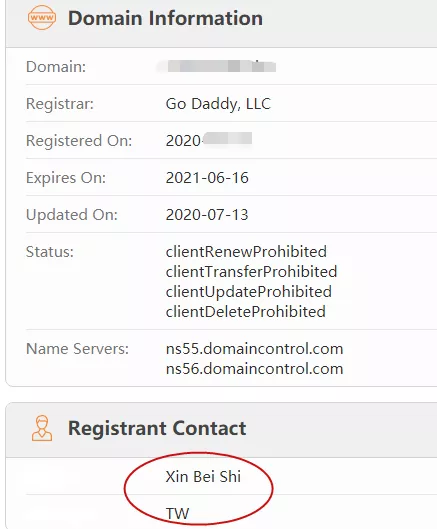 www
Domain Information
Domain:
Registrar: Go Daddy, LLC
Registered On: 2020-
Expires On: 2021-06-16
Updated On: 2020-07-13
Status: clientRenewProhibited
clientTransferProhibited
clientUpdateProhibited
clientDeleteProhibited
Name Servers: ns55.domaincontrol.com
ns56.domaincontrol.com
Registrant Contact
Xin Bei Shi
TW